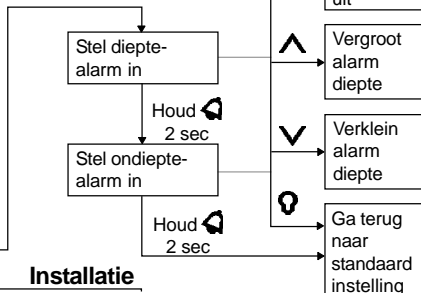 uit
Stel diepte-
alarm in
Vergroot
alarm
diepte
Houd
2 sec
Stel ondiepte-
alarm in
Verklein
alarm
diepte
Houd
2 sec
Ga terug
naar
standaard
instelling
Installatie